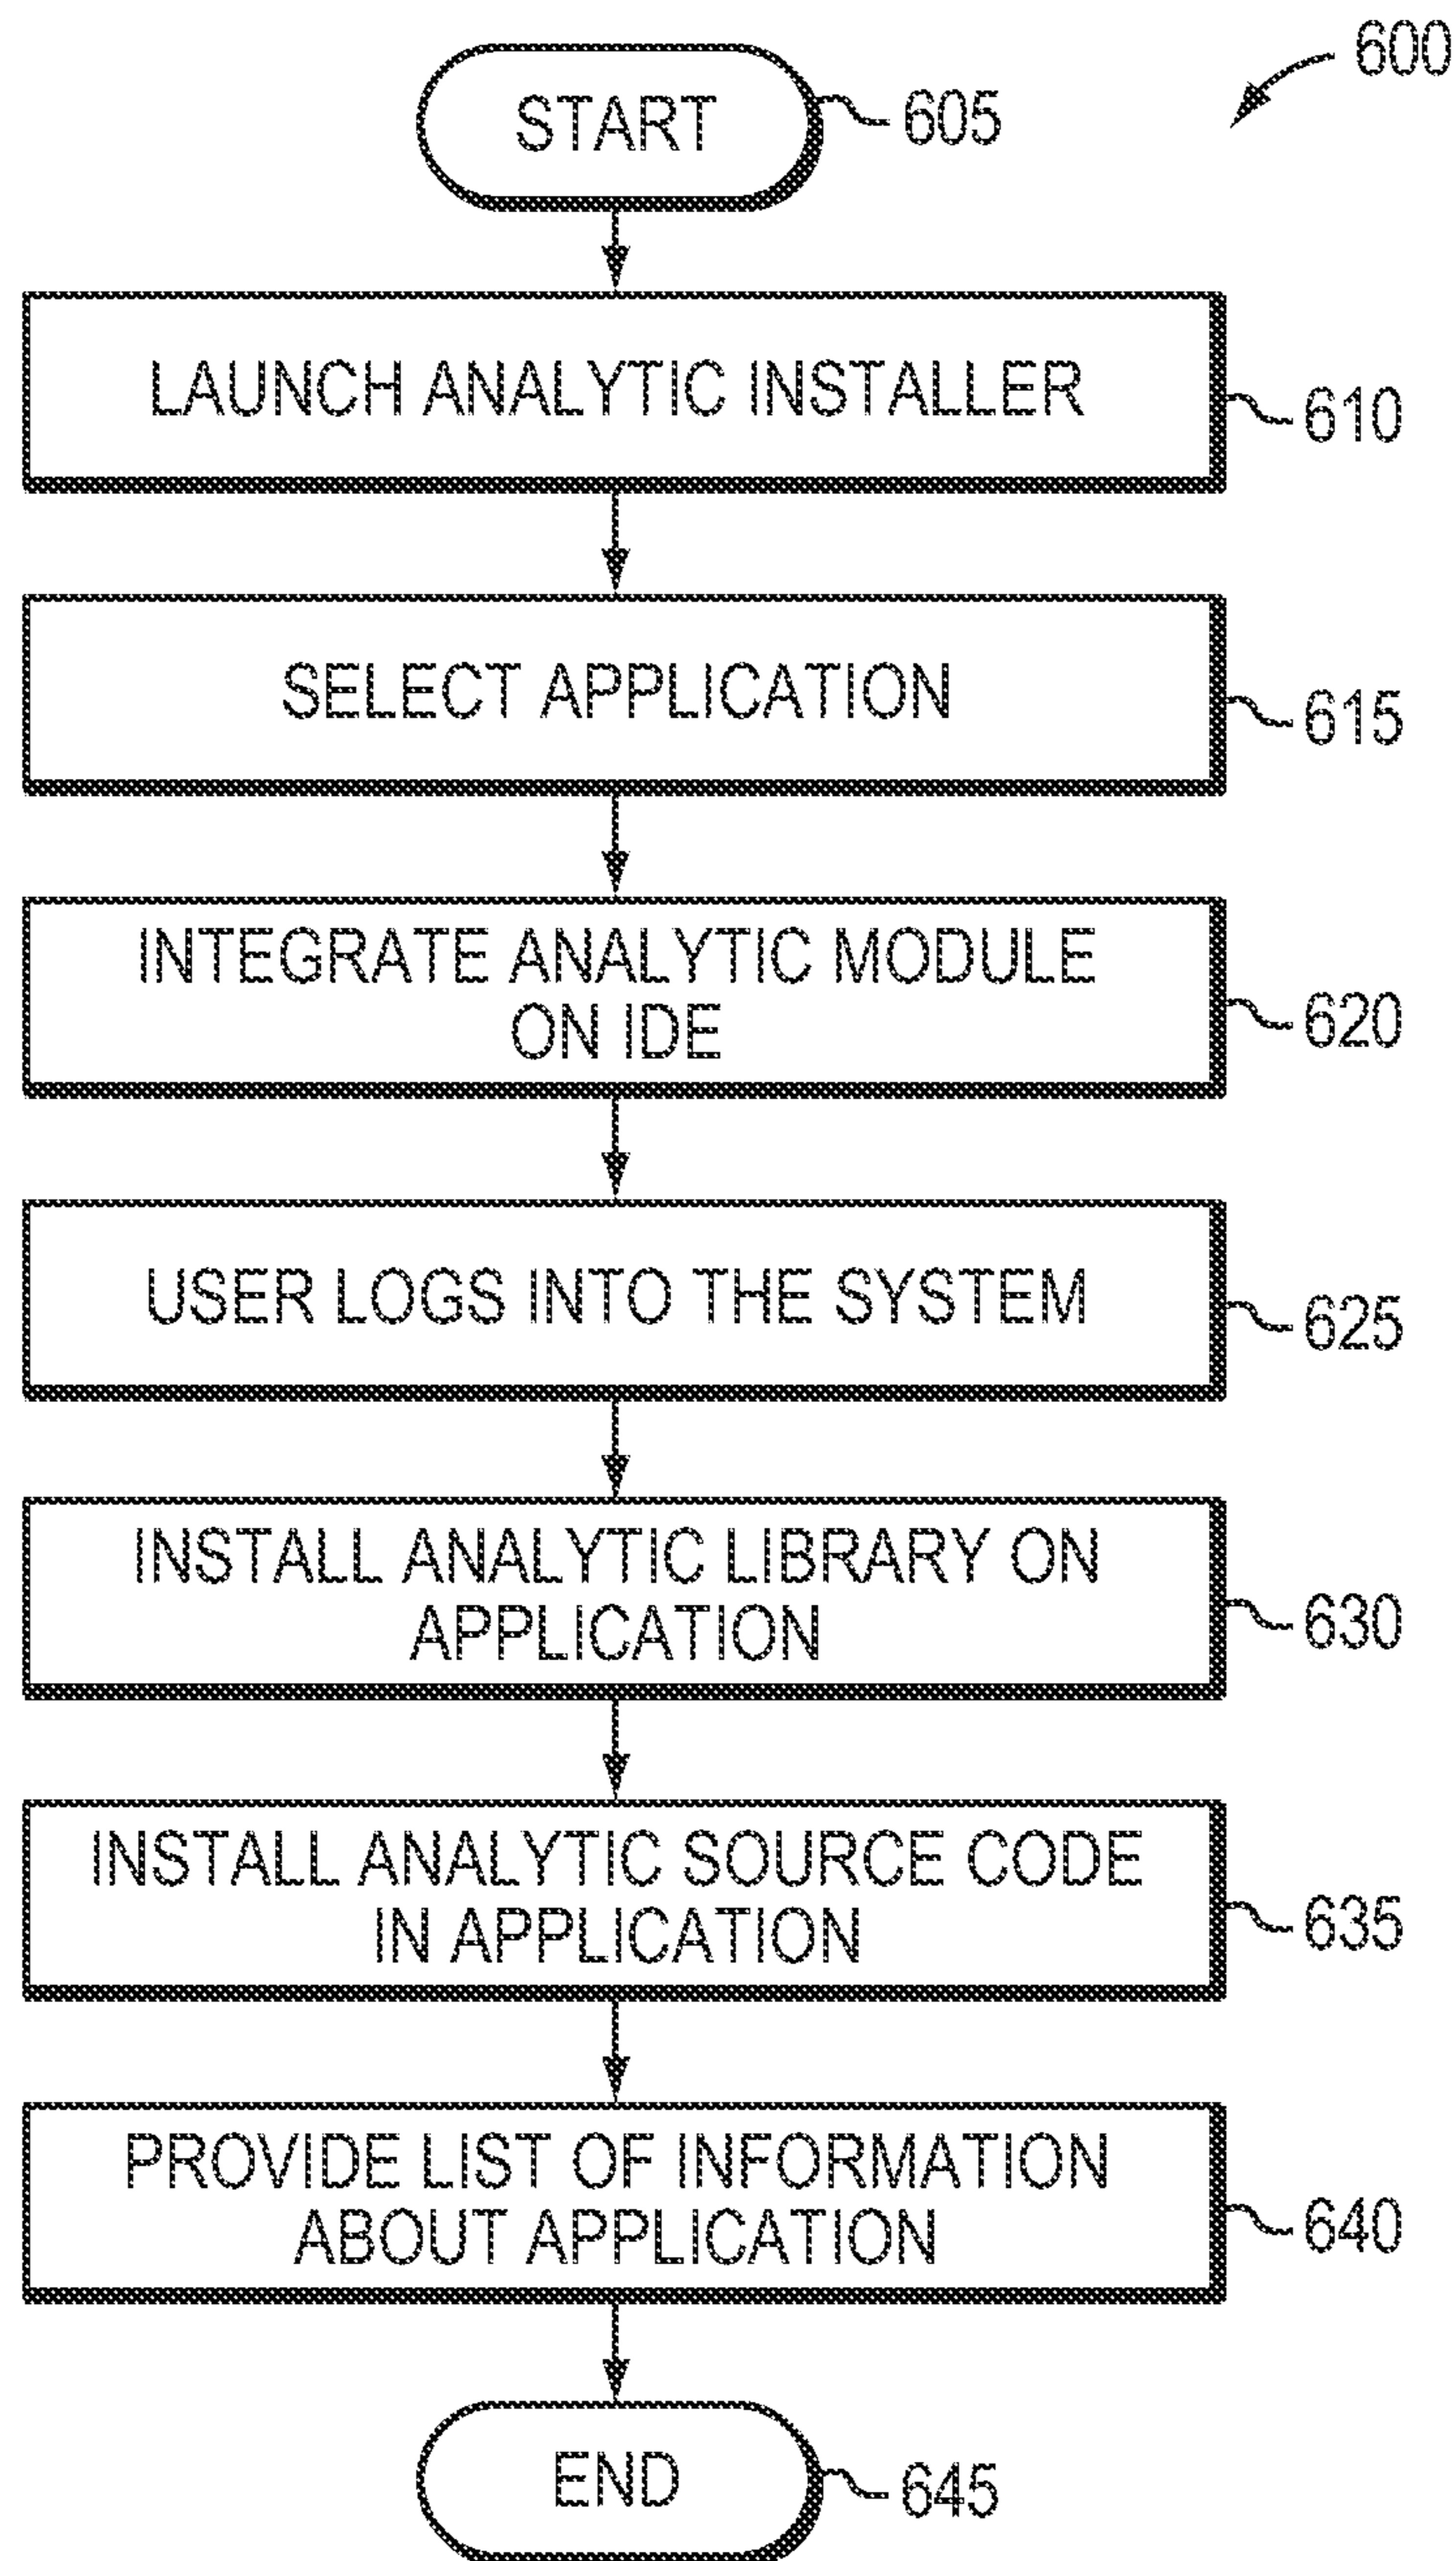 600
START
605
LAUNCH ANALYTIC INSTALLER
610
SELECT APPLICATION
615
INTEGRATE ANALYTIC MODULE
ON IDE
620
USER LOGS INTO THE SYSTEM
625
INSTALL ANALYTIC LIBRARY ON
APPLICATION
630
INSTALL ANALYTIC SOURCE CODE
IN APPLICATION
635
PROVIDE LIST OF INFORMATION
ABOUT APPLICATION
640
END
645